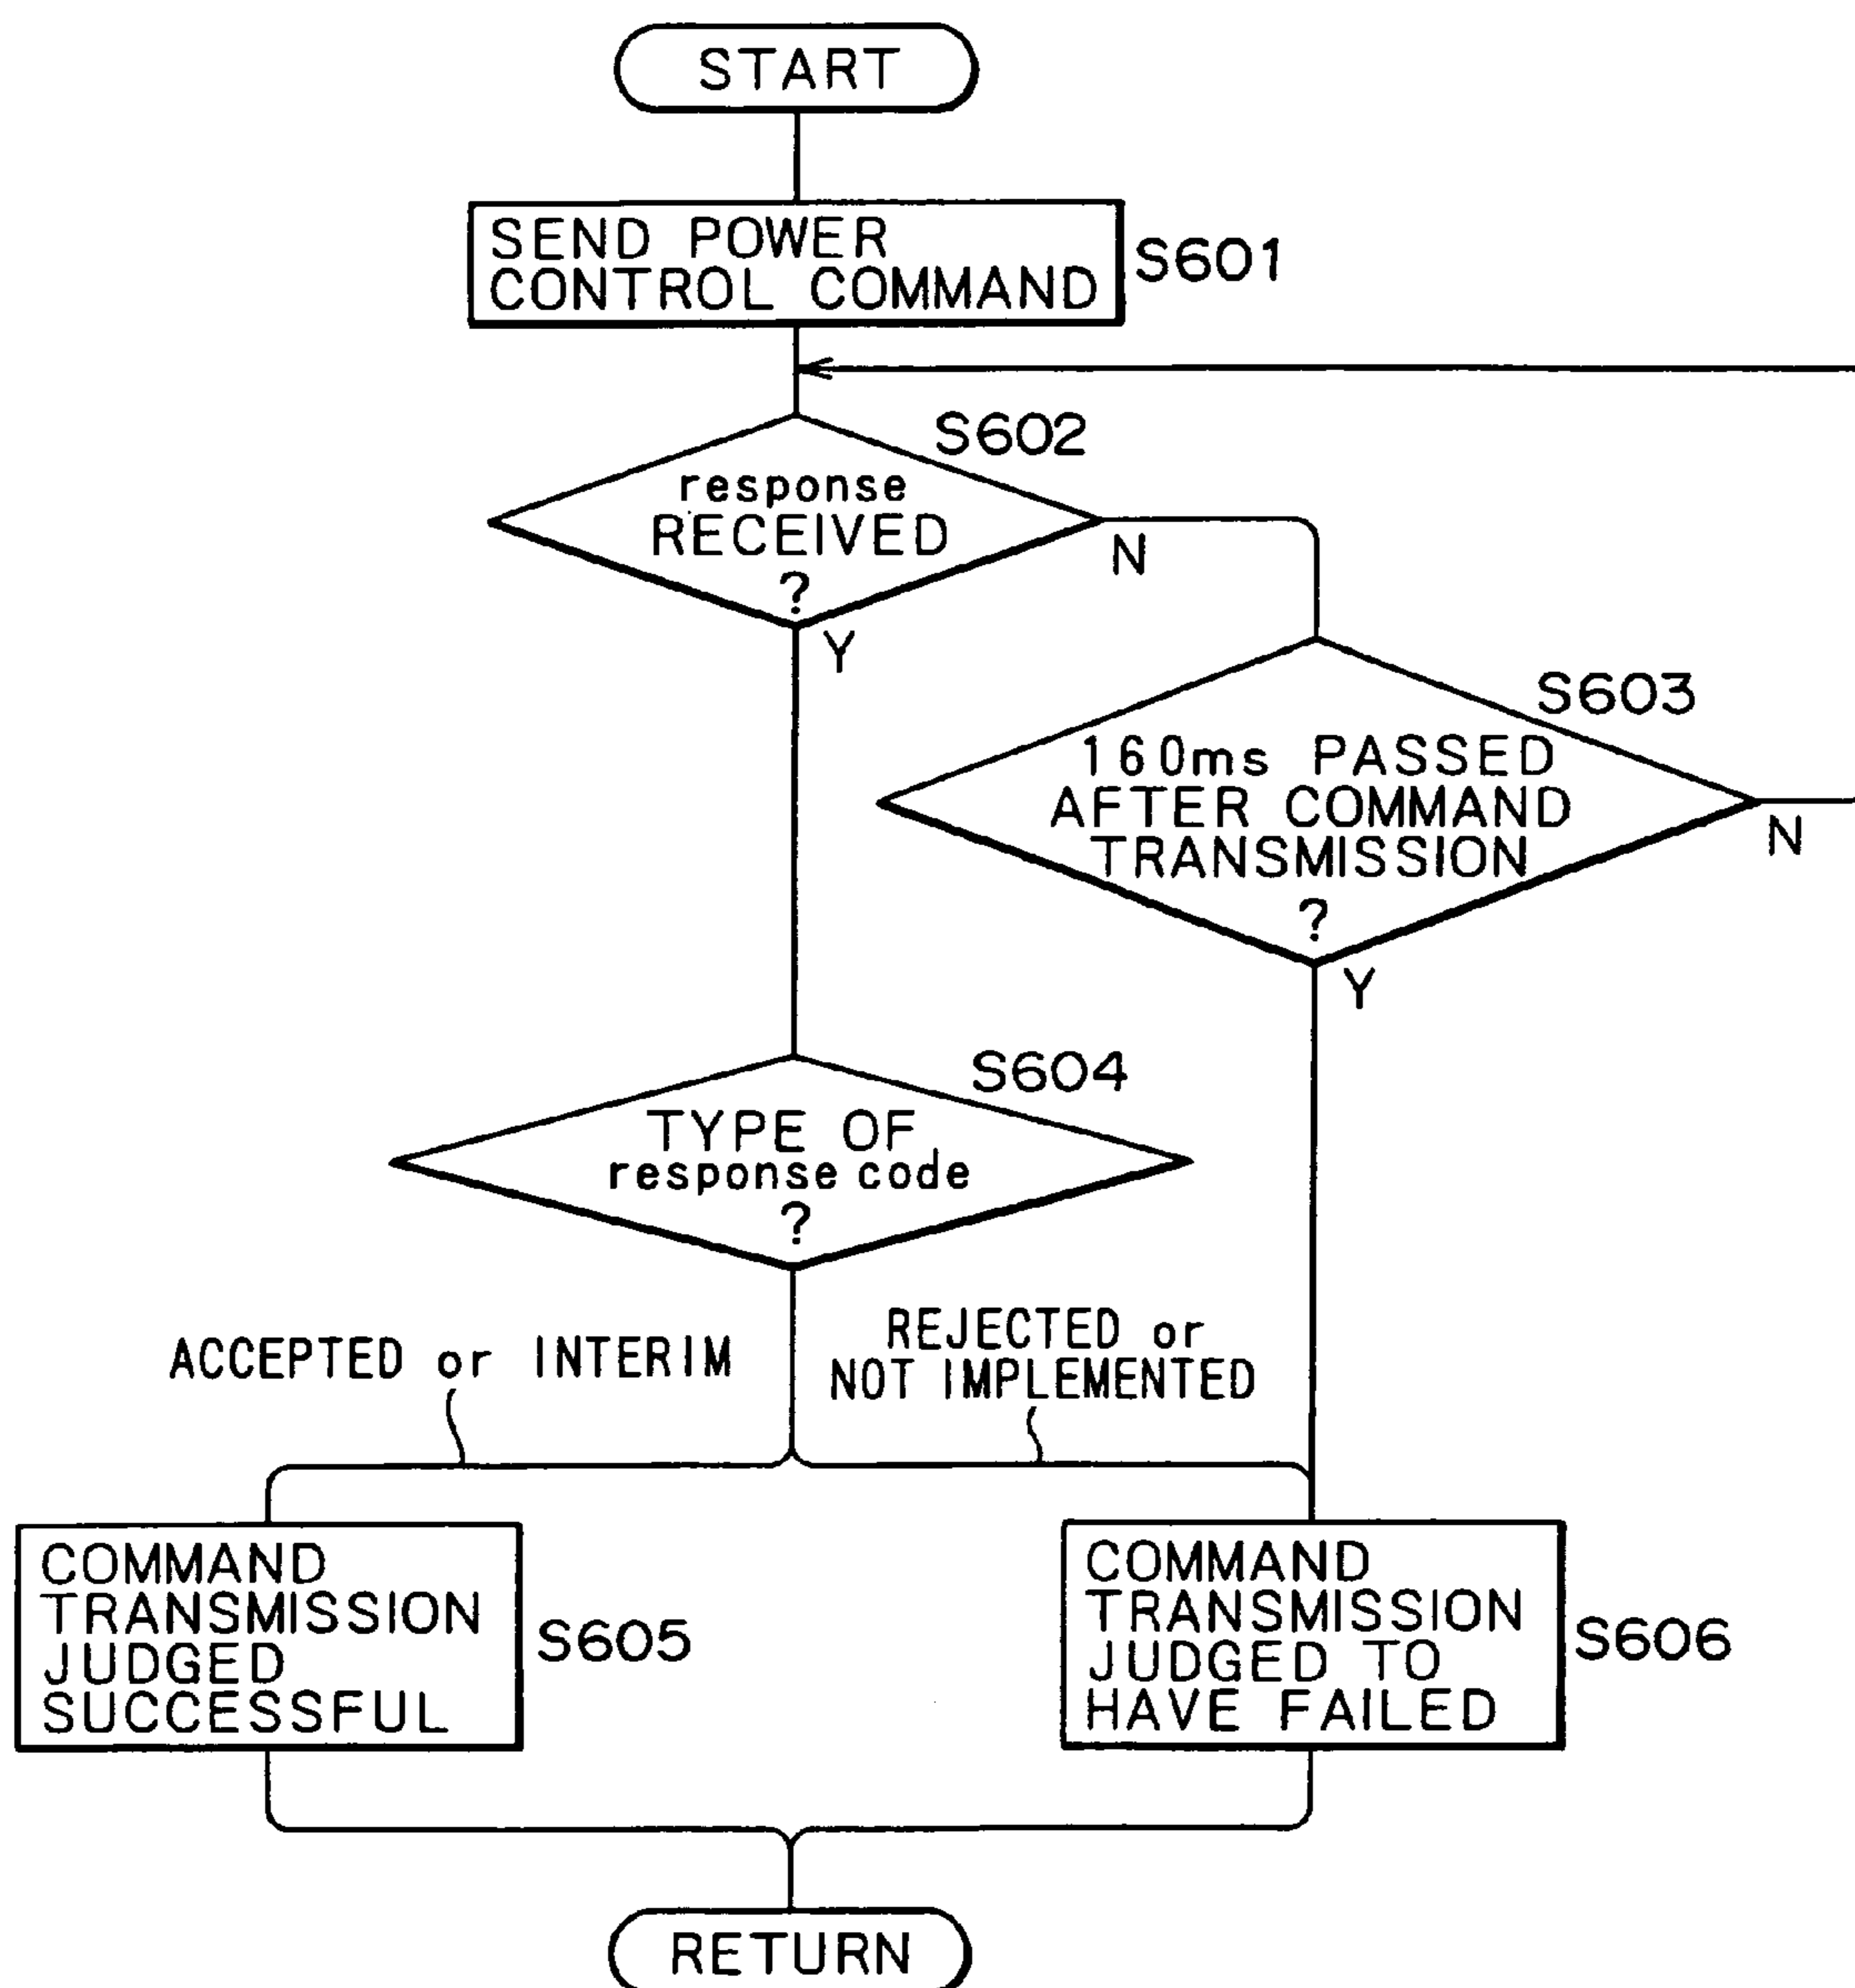 START
SEND POWER
CONTROL COMMAND
S601
S602
response
RECEIVED
?
N
Y
S603
160ms PASSED
AFTER COMMAND
TRANSMISSION
?
N
Y
S604
TYPE OF
response code
?
ACCEPTED or INTERIM
REJECTED or
NOT IMPLEMENTED
COMMAND
TRANSMISSION
JUDGED
SUCCESSFUL
S605
COMMAND
TRANSMISSION
JUDGED TO
HAVE FAILED
S606
RETURN